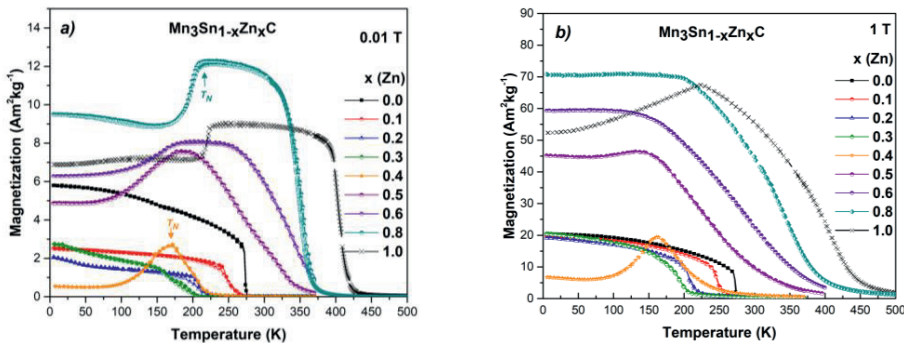 a)
Mn₃Sn₁₋ₓZnₓC
0.01 T
x (Zn)
0.0
0.1
0.2
0.3
0.4
0.5
0.6
0.8
1.0
T_N
T_N
Magnetization (Am²kg⁻¹)
14
12
10
8
6
4
2
0
0 50 100 150 200 250 300 350 400 450 500
Temperature (K)
b)
Mn₃Sn₁₋ₓZnₓC
1 T
x (Zn)
0.0
0.1
0.2
0.3
0.4
0.5
0.6
0.8
1.0
Magnetization (Am²kg⁻¹)
90
80
70
60
50
40
30
20
10
0
0 50 100 150 200 250 300 350 400 450 500
Temperature (K)